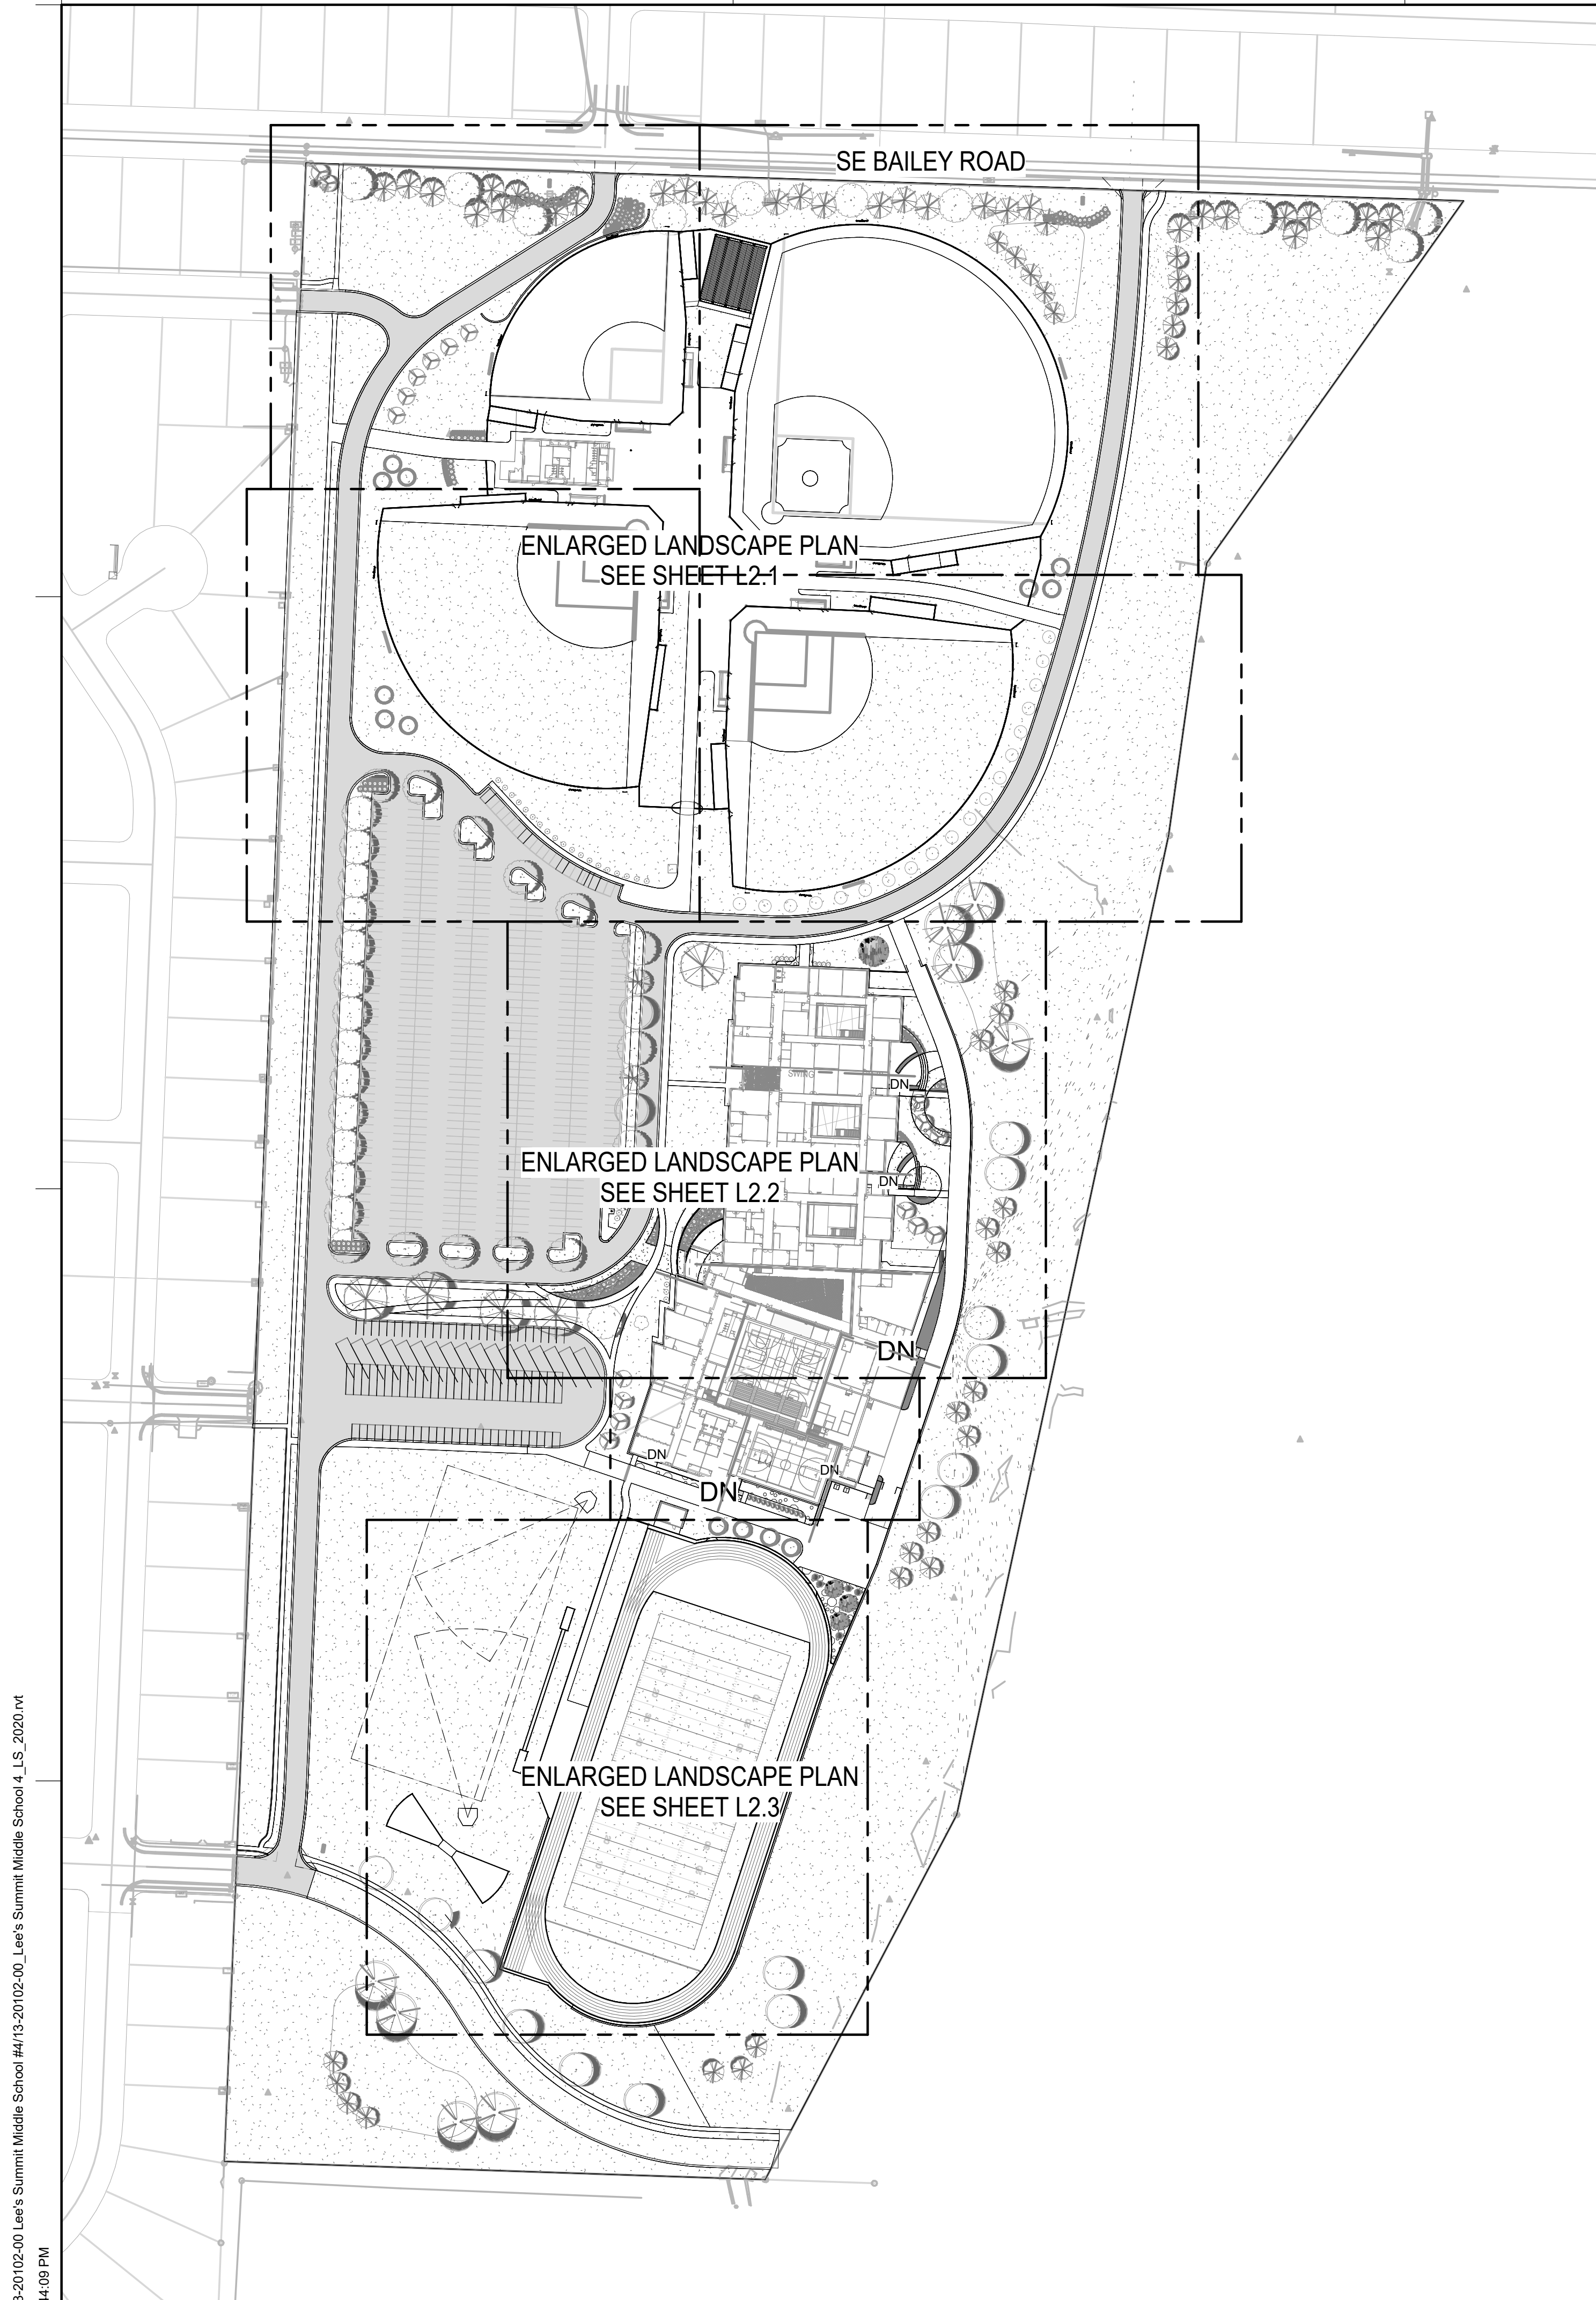 SE BAILEY ROAD
ENLARGED LANDSCAPE PLAN
SEE SHEET L2.1
SWING
DN
ENLARGED LANDSCAPE PLAN
SEE SHEET L2.2
DN
DN
DN
DN
DN
ENLARGED LANDSCAPE PLAN
SEE SHEET L2.3
3-20102-00 Lee's Summit Middle School #4/13-20102-00_Lee's Summit Middle School 4_LS_2020.rvt
44:09 PM